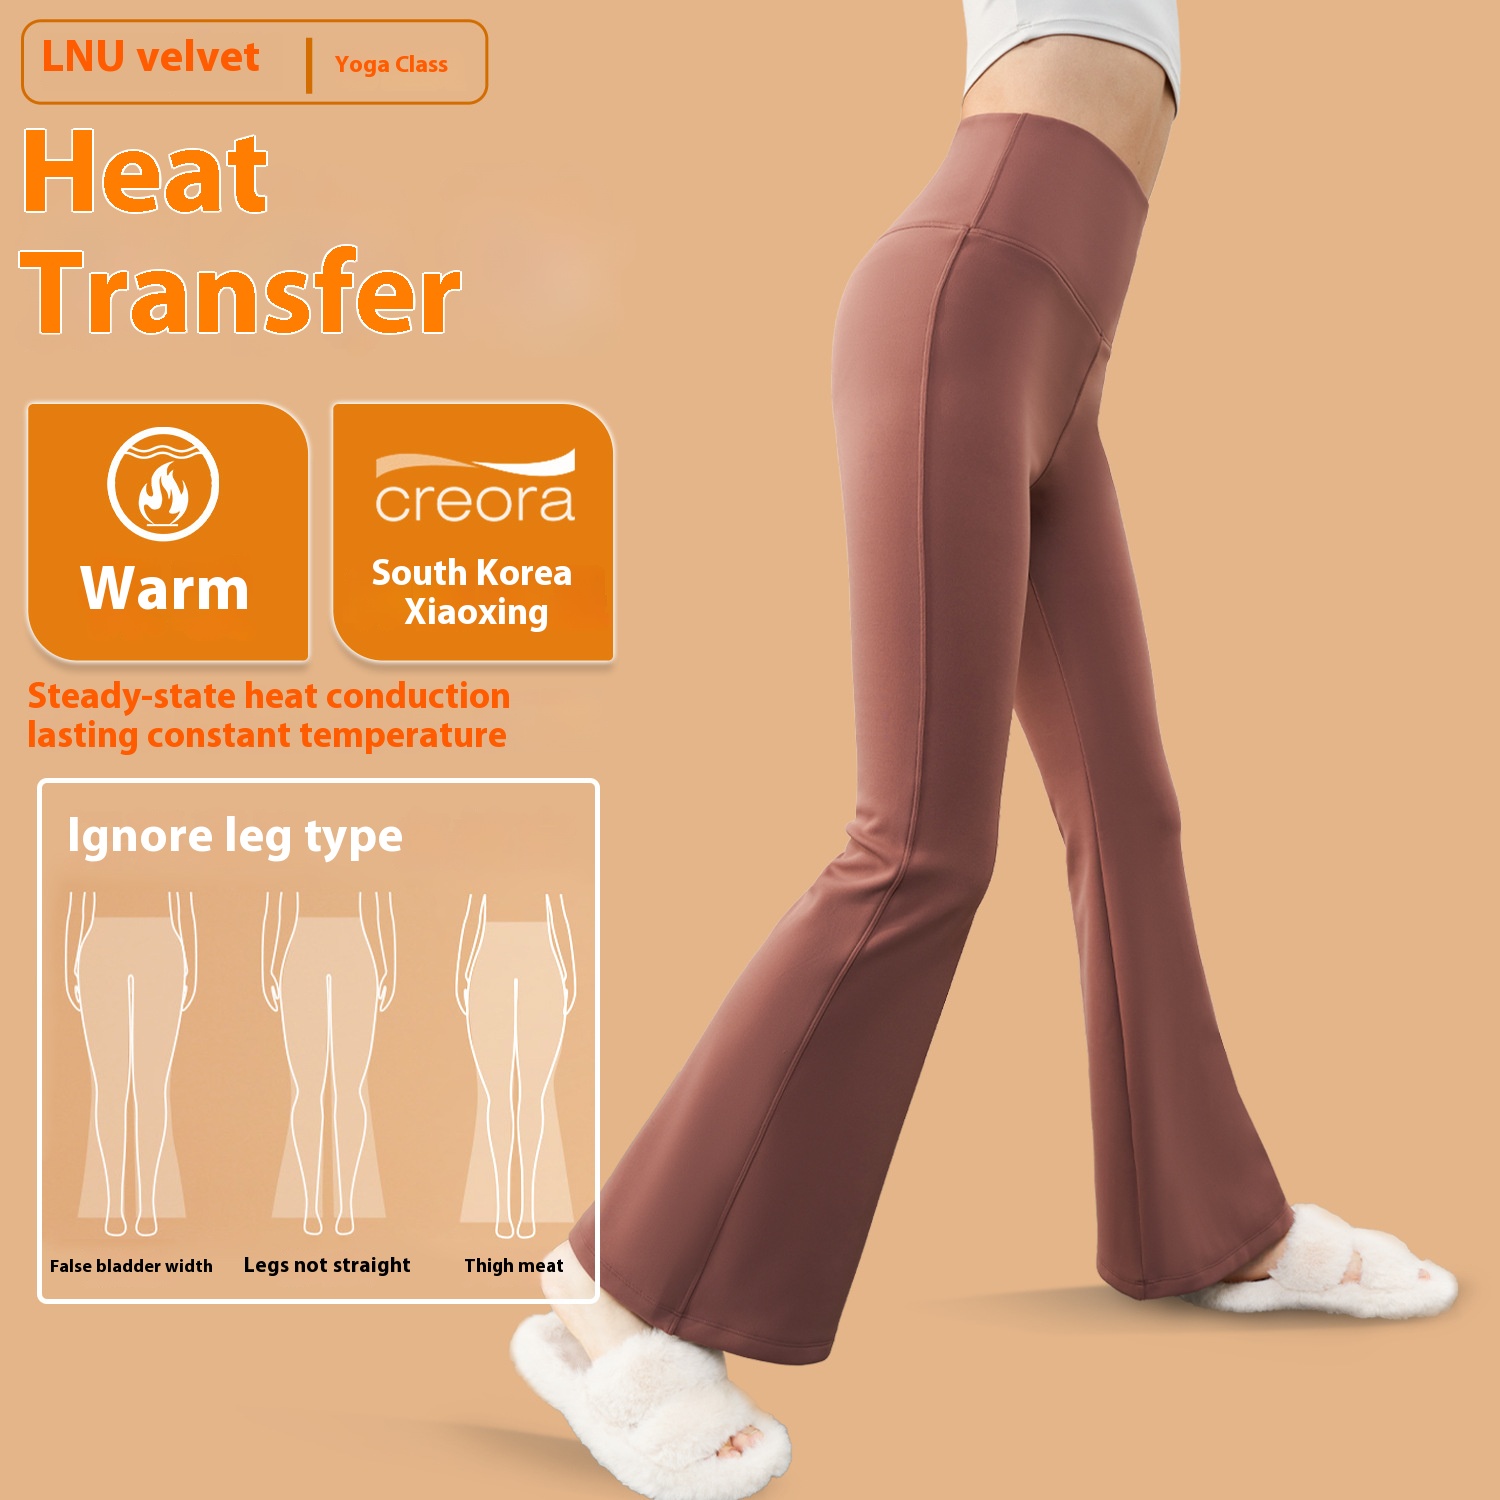 LNU velvet
Yoga Class
Heat
Transfer
Warm
creora
South Korea
Xiaoxing
Steady-state heat conduction
lasting constant temperature
Ignore leg type
False bladder width
Legs not straight
Thigh meat